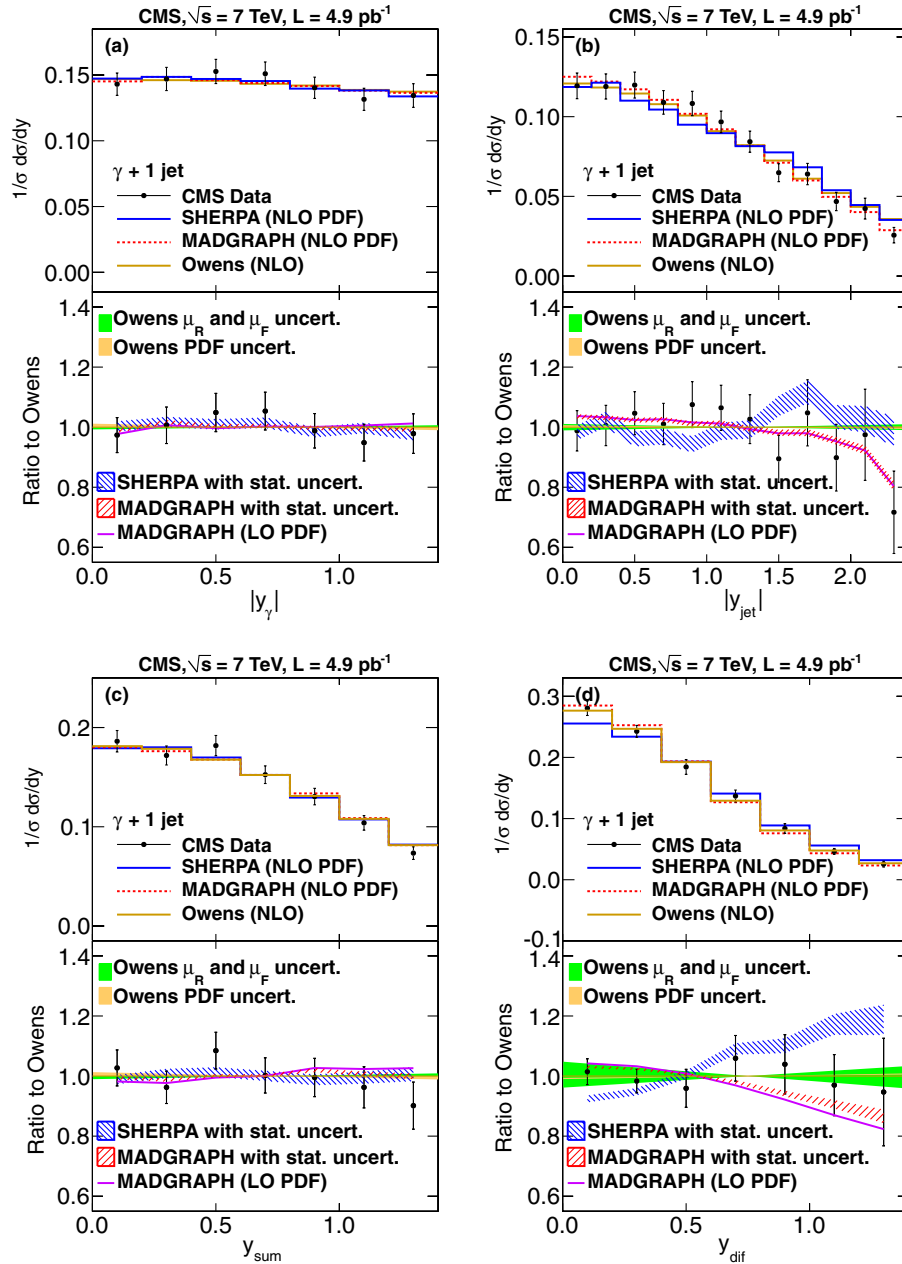 CMS, √s = 7 TeV, L = 4.9 pb⁻¹
(a)
0.15
0.10
0.05
0.00
1/σ dσ/dy
γ + 1 jet
CMS Data
SHERPA (NLO PDF)
MADGRAPH (NLO PDF)
Owens (NLO)
1.4
1.2
1.0
0.8
0.6
Ratio to Owens
Owens μ_R and μ_F uncert.
Owens PDF uncert.
SHERPA with stat. uncert.
MADGRAPH with stat. uncert.
MADGRAPH (LO PDF)
0.0 0.5 1.0
|y_γ|
CMS, √s = 7 TeV, L = 4.9 pb⁻¹
(b)
0.15
0.10
0.05
0.00
1/σ dσ/dy
γ + 1 jet
CMS Data
SHERPA (NLO PDF)
MADGRAPH (NLO PDF)
Owens (NLO)
1.4
1.2
1.0
0.8
0.6
Ratio to Owens
Owens μ_R and μ_F uncert.
Owens PDF uncert.
SHERPA with stat. uncert.
MADGRAPH with stat. uncert.
MADGRAPH (LO PDF)
0.0 0.5 1.0 1.5 2.0
|y_jet|
CMS, √s = 7 TeV, L = 4.9 pb⁻¹
(c)
0.2
0.1
0.0
1/σ dσ/dy
γ + 1 jet
CMS Data
SHERPA (NLO PDF)
MADGRAPH (NLO PDF)
Owens (NLO)
1.4
1.2
1.0
0.8
0.6
Ratio to Owens
Owens μ_R and μ_F uncert.
Owens PDF uncert.
SHERPA with stat. uncert.
MADGRAPH with stat. uncert.
MADGRAPH (LO PDF)
0.0 0.5 1.0
y_sum
CMS, √s = 7 TeV, L = 4.9 pb⁻¹
(d)
0.3
0.2
0.1
0.0
-0.1
1/σ dσ/dy
γ + 1 jet
CMS Data
SHERPA (NLO PDF)
MADGRAPH (NLO PDF)
Owens (NLO)
1.4
1.2
1.0
0.8
0.6
Ratio to Owens
Owens μ_R and μ_F uncert.
Owens PDF uncert.
SHERPA with stat. uncert.
MADGRAPH with stat. uncert.
MADGRAPH (LO PDF)
0.0 0.5 1.0
y_dif